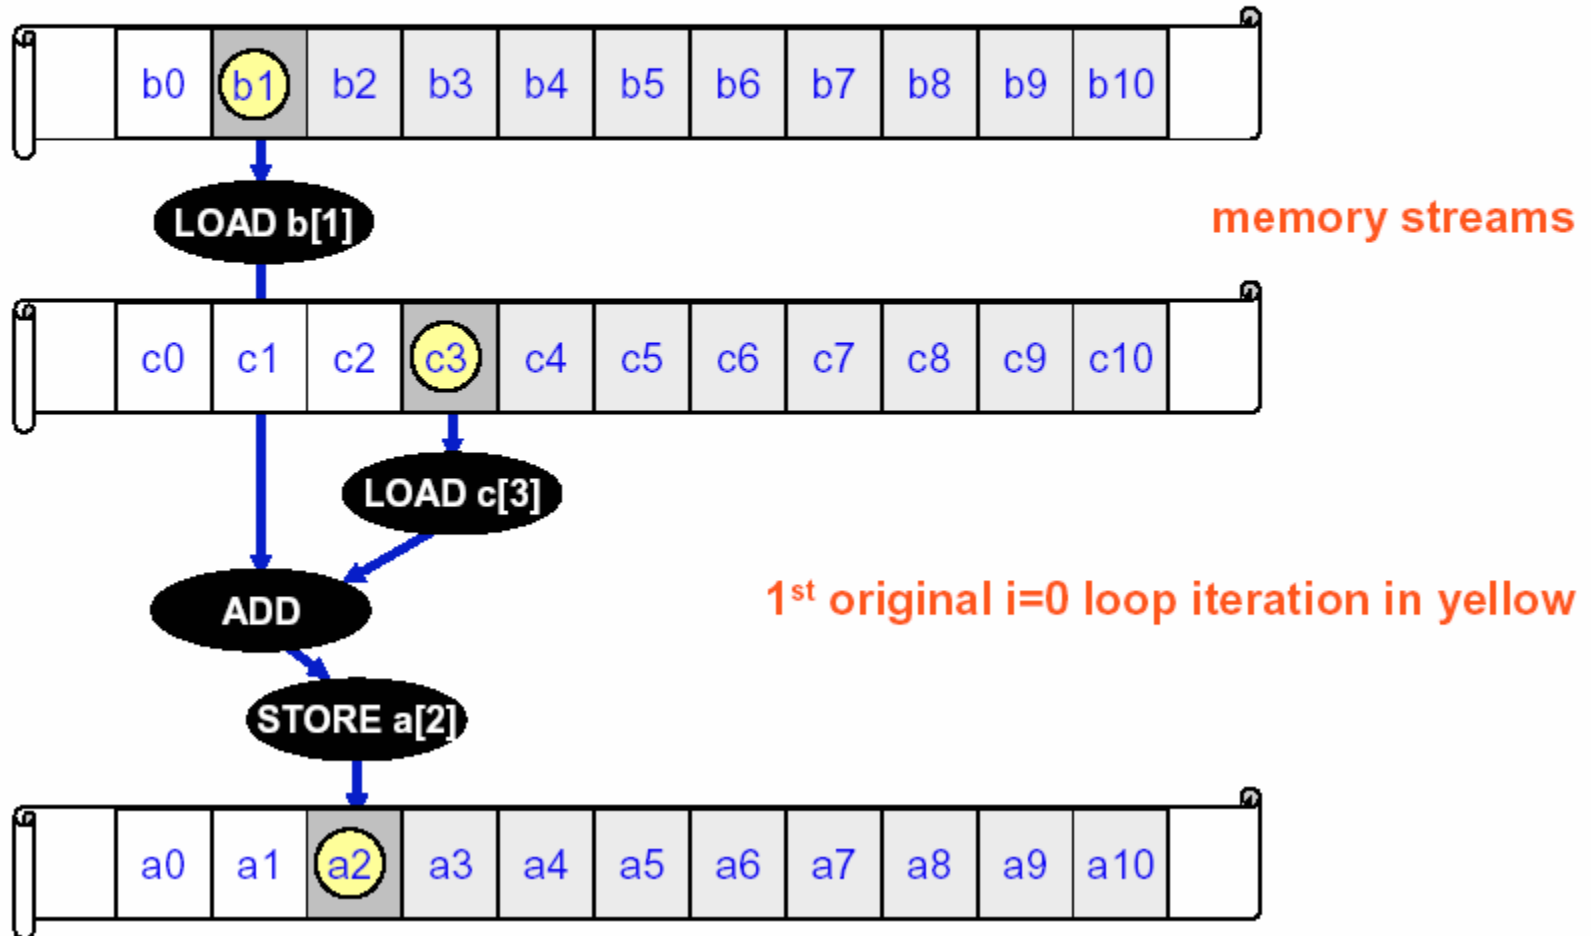 b0 b1 b2 b3 b4 b5 b6 b7 b8 b9 b10
LOAD b[1]
memory streams
c0 c1 c2 c3 c4 c5 c6 c7 c8 c9 c10
LOAD c[3]
ADD
1st original i=0 loop iteration in yellow
STORE a[2]
a0 a1 a2 a3 a4 a5 a6 a7 a8 a9 a10